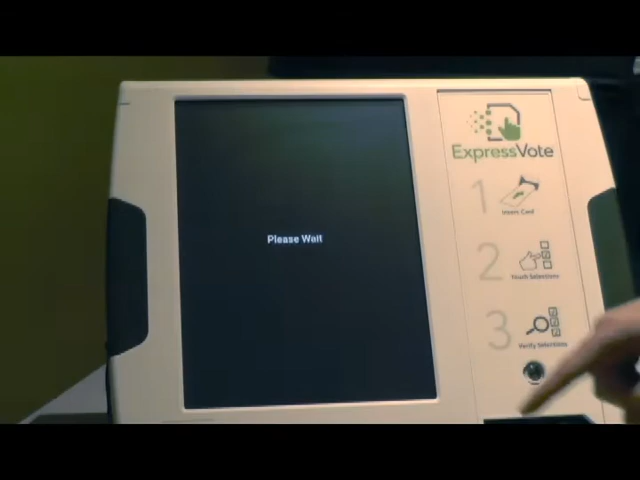 Please Wait
ExpressVote
1
Insert Card
2
Touch Selections
3
Verify Selections